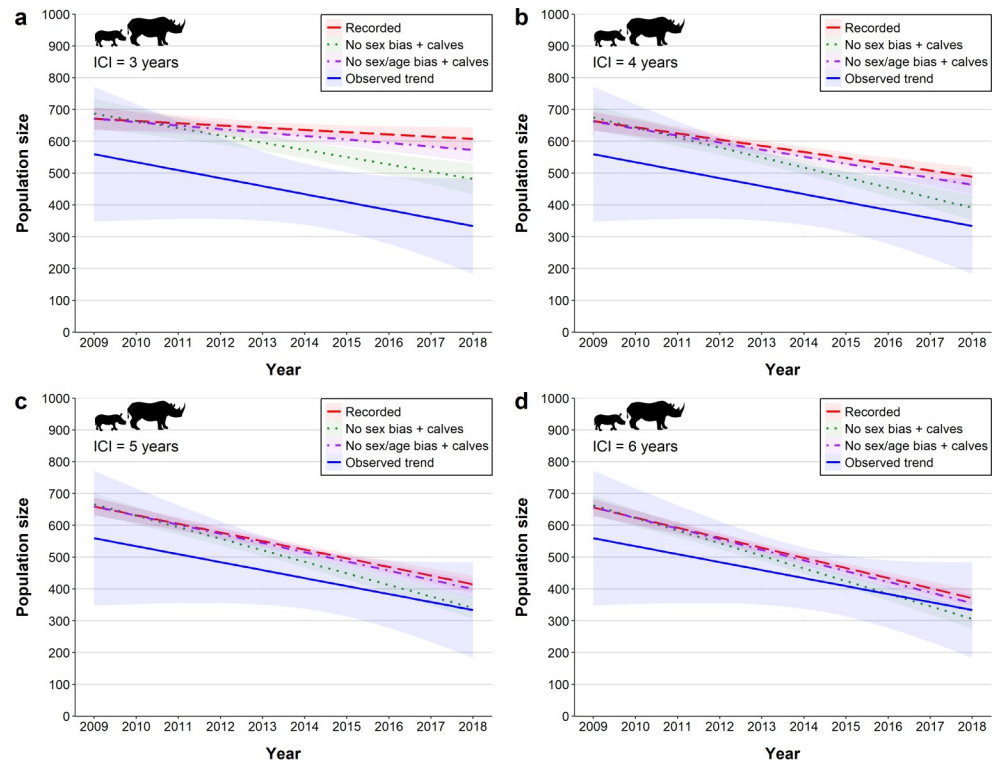 a
ICI = 3 years
Recorded
No sex bias + calves
No sex/age bias + calves
Observed trend
Population size
1000
900
800
700
600
500
400
300
200
100
0
2009 2010 2011 2012 2013 2014 2015 2016 2017 2018
Year
b
ICI = 4 years
Recorded
No sex bias + calves
No sex/age bias + calves
Observed trend
Population size
1000
900
800
700
600
500
400
300
200
100
0
2009 2010 2011 2012 2013 2014 2015 2016 2017 2018
Year
c
ICI = 5 years
Recorded
No sex bias + calves
No sex/age bias + calves
Observed trend
Population size
1000
900
800
700
600
500
400
300
200
100
0
2009 2010 2011 2012 2013 2014 2015 2016 2017 2018
Year
d
ICI = 6 years
Recorded
No sex bias + calves
No sex/age bias + calves
Observed trend
Population size
1000
900
800
700
600
500
400
300
200
100
0
2009 2010 2011 2012 2013 2014 2015 2016 2017 2018
Year